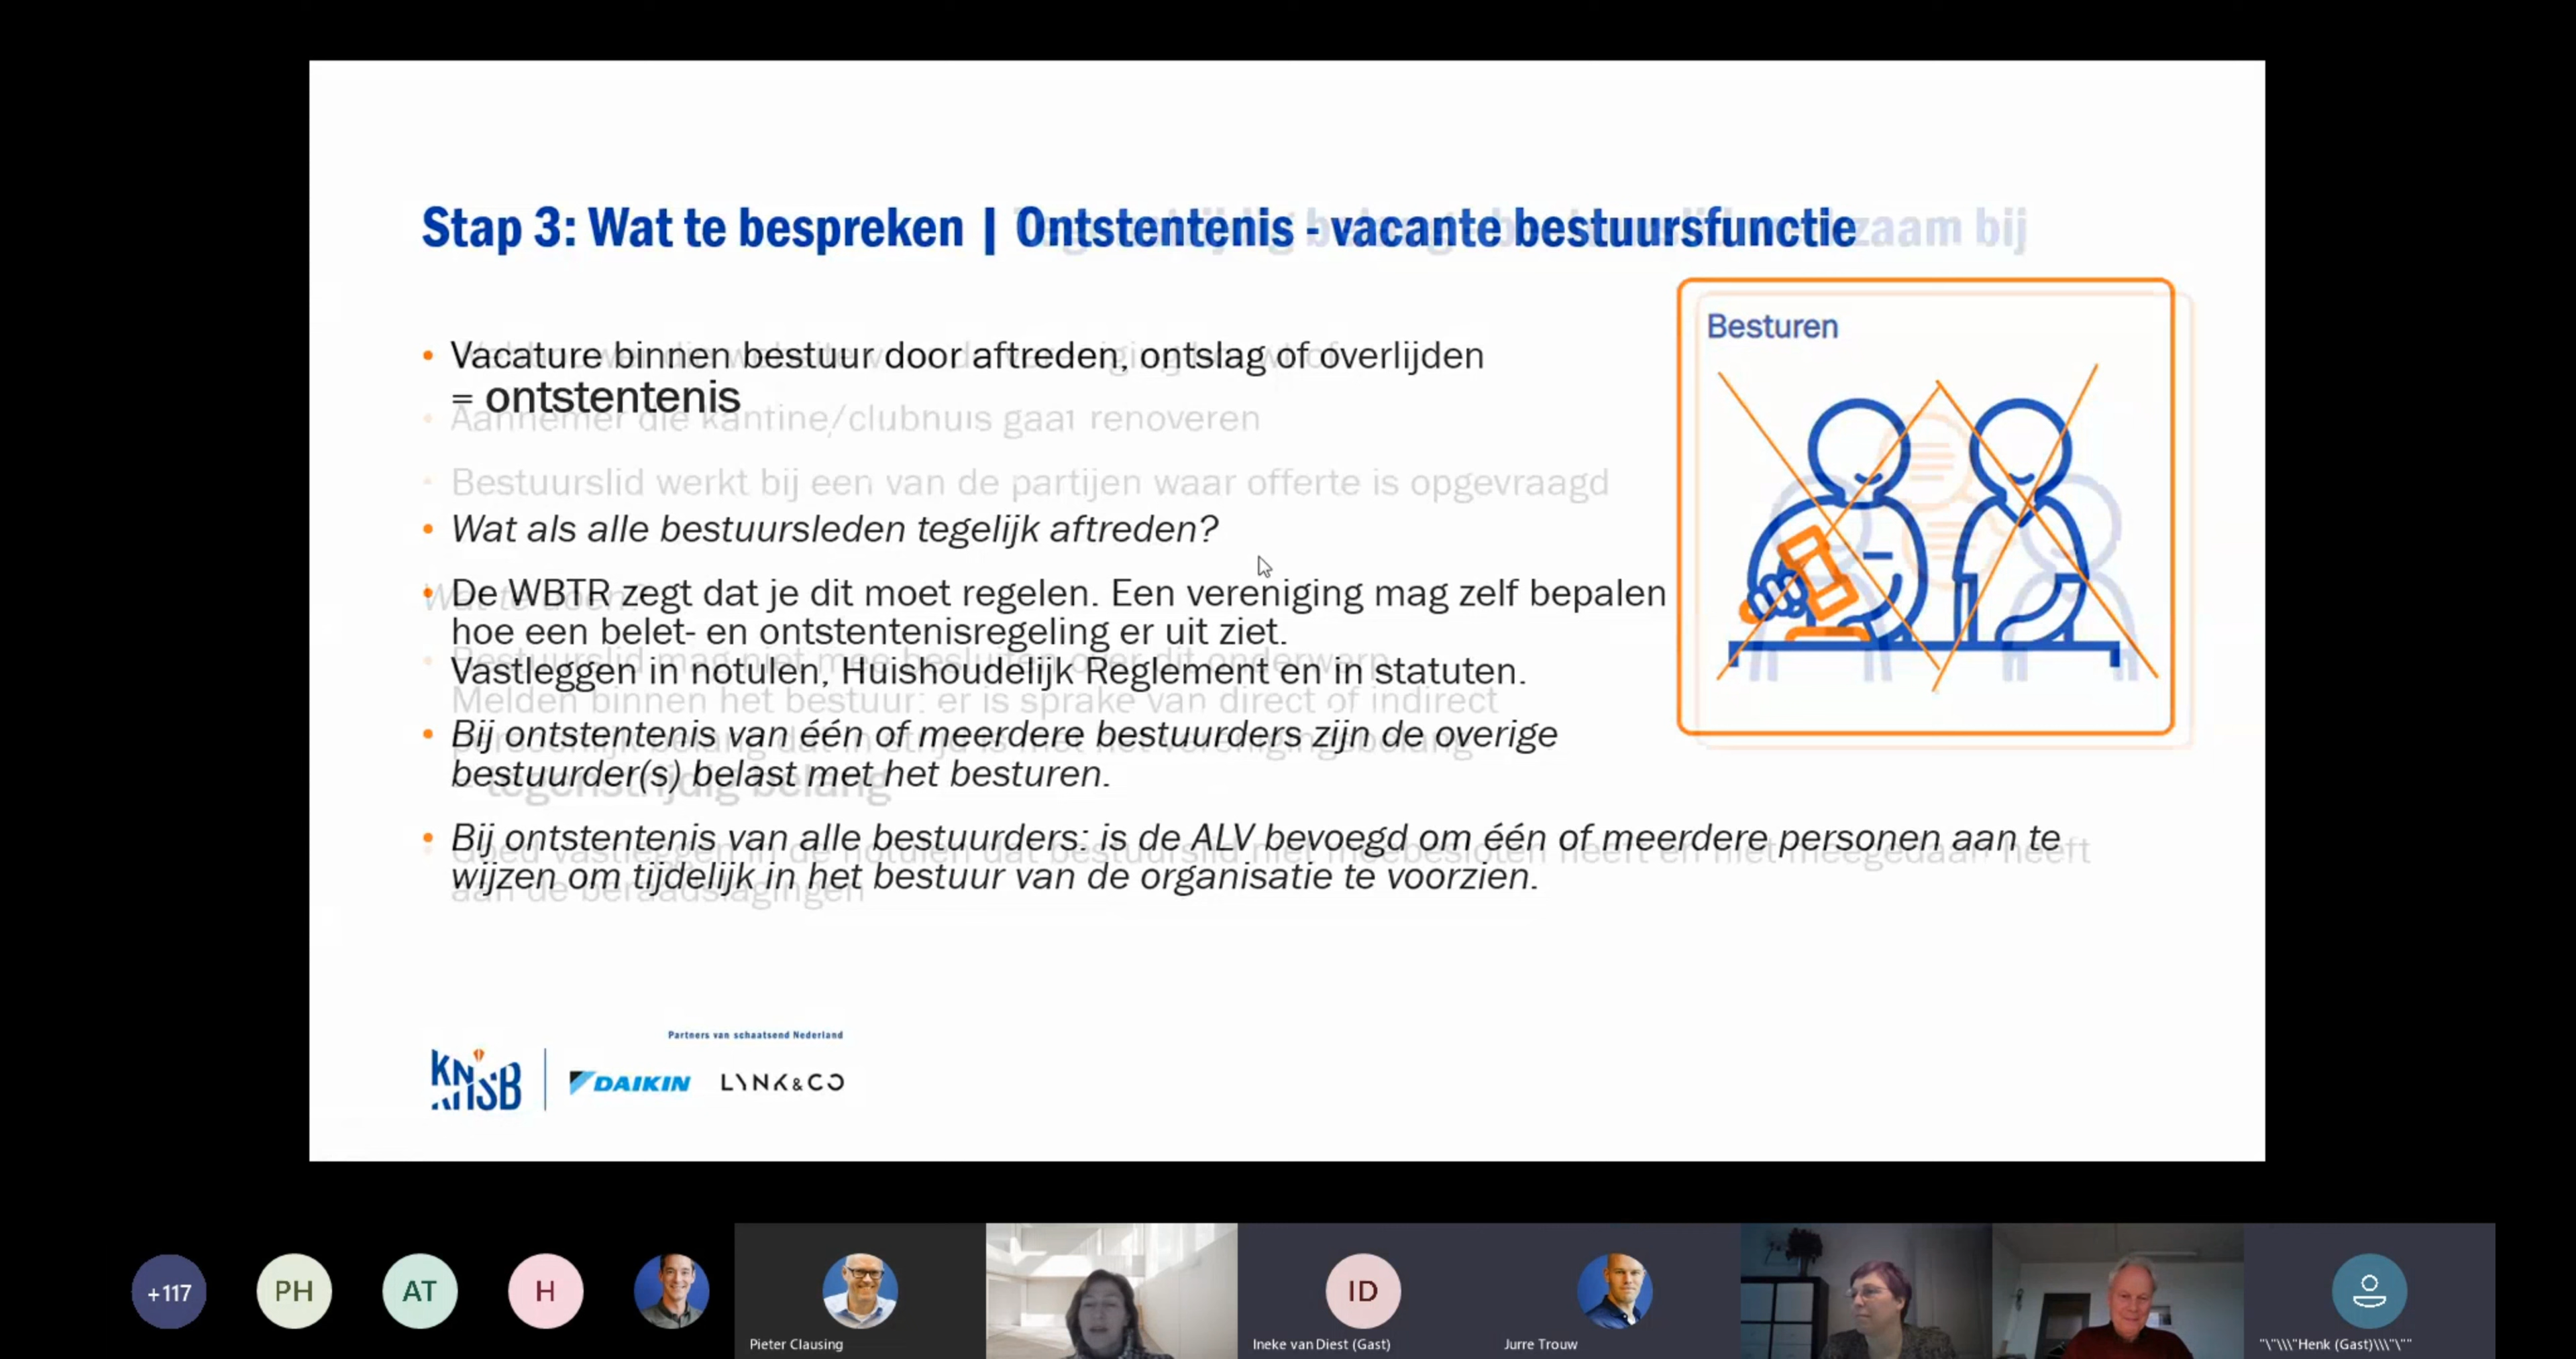 Stap 3: Wat te bespreken | Ontstentenis - vacante bestuursfunctie
zaam bij
Besturen
• Vacature binnen bestuur door aftreden, ontslag of overlijden
= ontstentenis
• Aannemer die kantine/clubhuis gaat renoveren
• Bestuurslid werkt bij een van de partijen waar offerte is opgevraagd
• Wat als alle bestuursleden tegelijk aftreden?
• De WBTR zegt dat je dit moet regelen. Een vereniging mag zelf bepalen
hoe een belet- en ontstentenisregeling er uit ziet.
Bestuurslid mag niet mee besluiten over dit onderwerp
Vastleggen in notulen, Huishoudelijk Reglement en in statuten.
Melden binnen het bestuur: er is sprake van direct of indirect
• Bij ontstentenis van één of meerdere bestuurders zijn de overige
persoonlijk belang dat in strijd is met het verenigingsbelang
bestuurder(s) belast met het besturen.
tegenstrijdig belang
• Bij ontstentenis van alle bestuurders: is de ALV bevoegd om één of meerdere personen aan te
Goed vastleggen in de notulen dat bestuurslid niet meebesloten heeft en niet meegedaan heeft
wijzen om tijdelijk in het bestuur van de organisatie te voorzien.
aan de beraadslagingen
Partners van schaatsend Nederland
KNSB
DAIKIN
LYNK&CO
+117
PH
AT
H
Pieter Clausing
ID
Ineke van Diest (Gast)
Jurre Trouw
"\"\\\"Henk (Gast)\\\\"\""